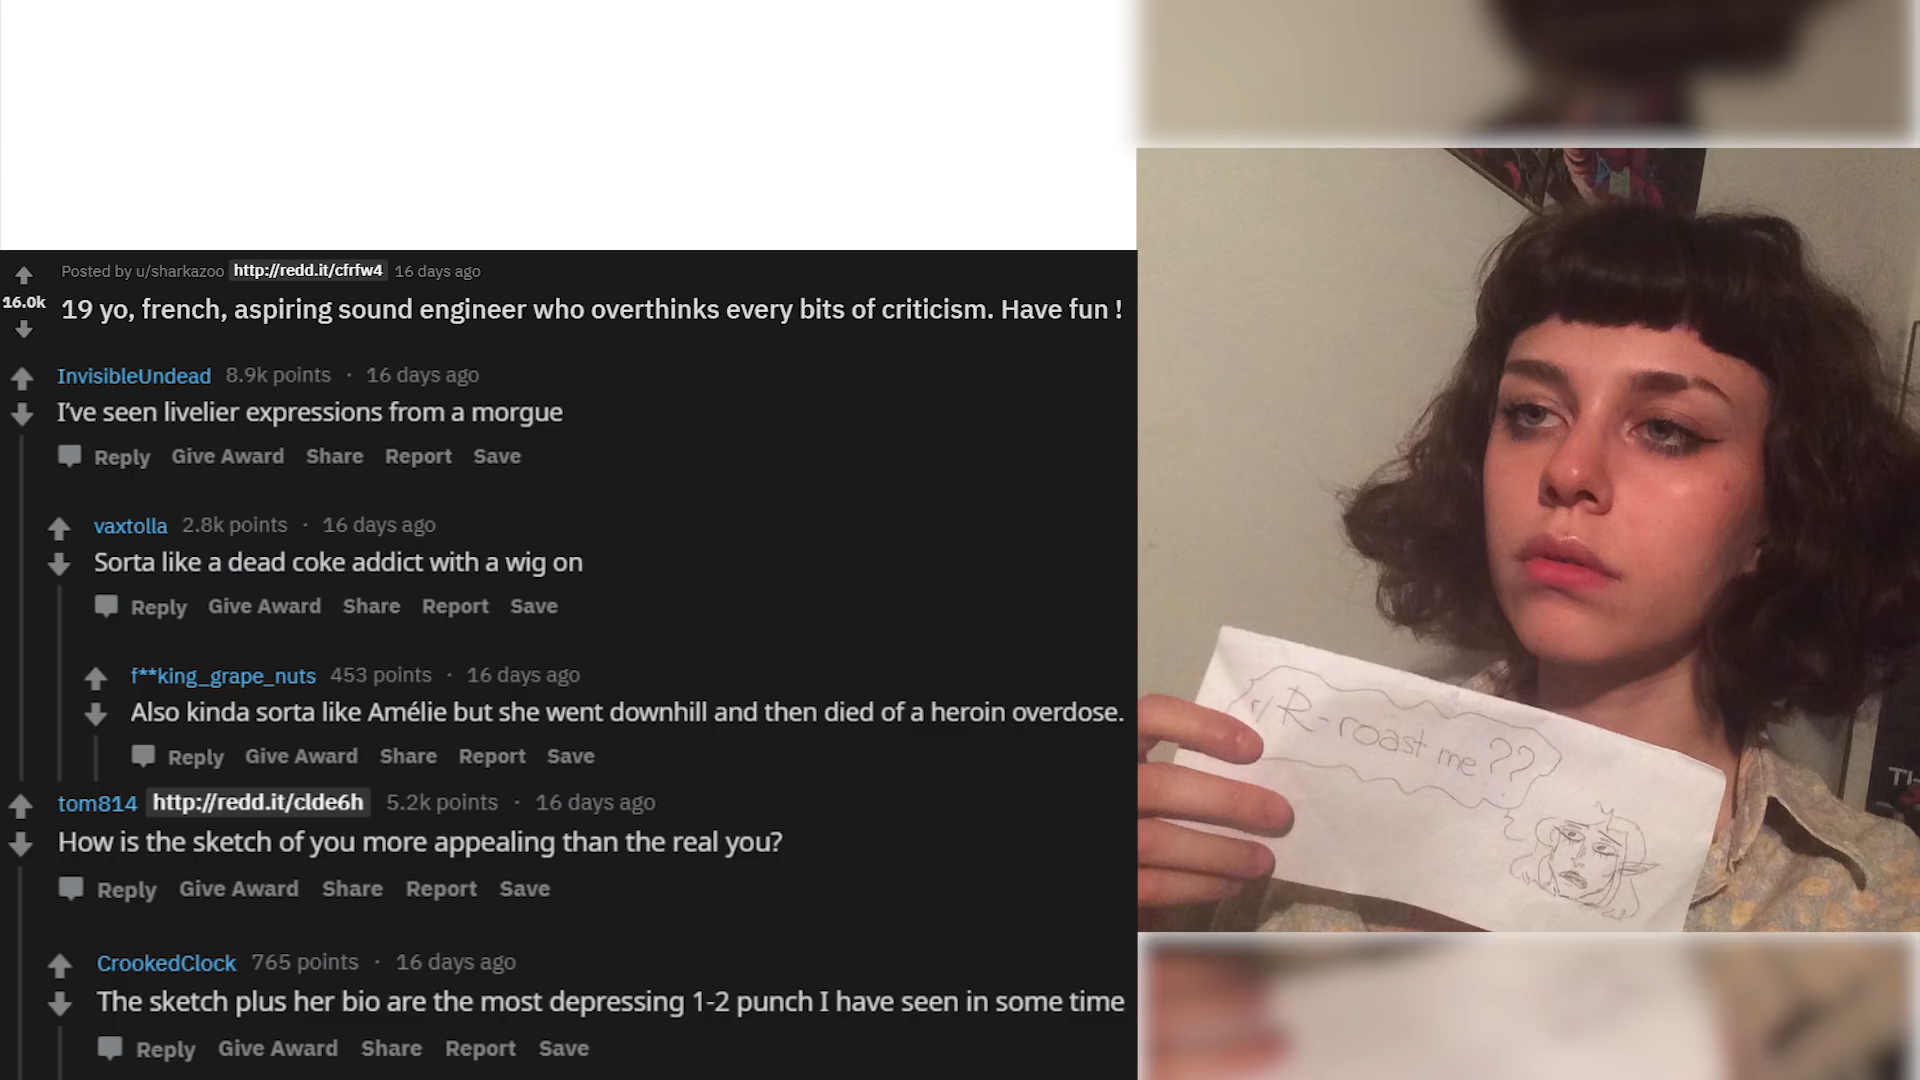 Posted by u/sharkazoo http://redd.it/cfrfw4 16 days ago
16.0k
19 yo, french, aspiring sound engineer who overthinks every bits of criticism. Have fun !
InvisibleUndead 8.9k points · 16 days ago
I've seen livelier expressions from a morgue
Reply Give Award Share Report Save
vaxtolla 2.8k points · 16 days ago
Sorta like a dead coke addict with a wig on
Reply Give Award Share Report Save
f**king_grape_nuts 453 points · 16 days ago
Also kinda sorta like Amélie but she went downhill and then died of a heroin overdose.
Reply Give Award Share Report Save
tom814 http://redd.it/clde6h 5.2k points · 16 days ago
How is the sketch of you more appealing than the real you?
Reply Give Award Share Report Save
CrookedClock 765 points · 16 days ago
The sketch plus her bio are the most depressing 1-2 punch I have seen in some time
Reply Give Award Share Report Save
r/R-roast me??